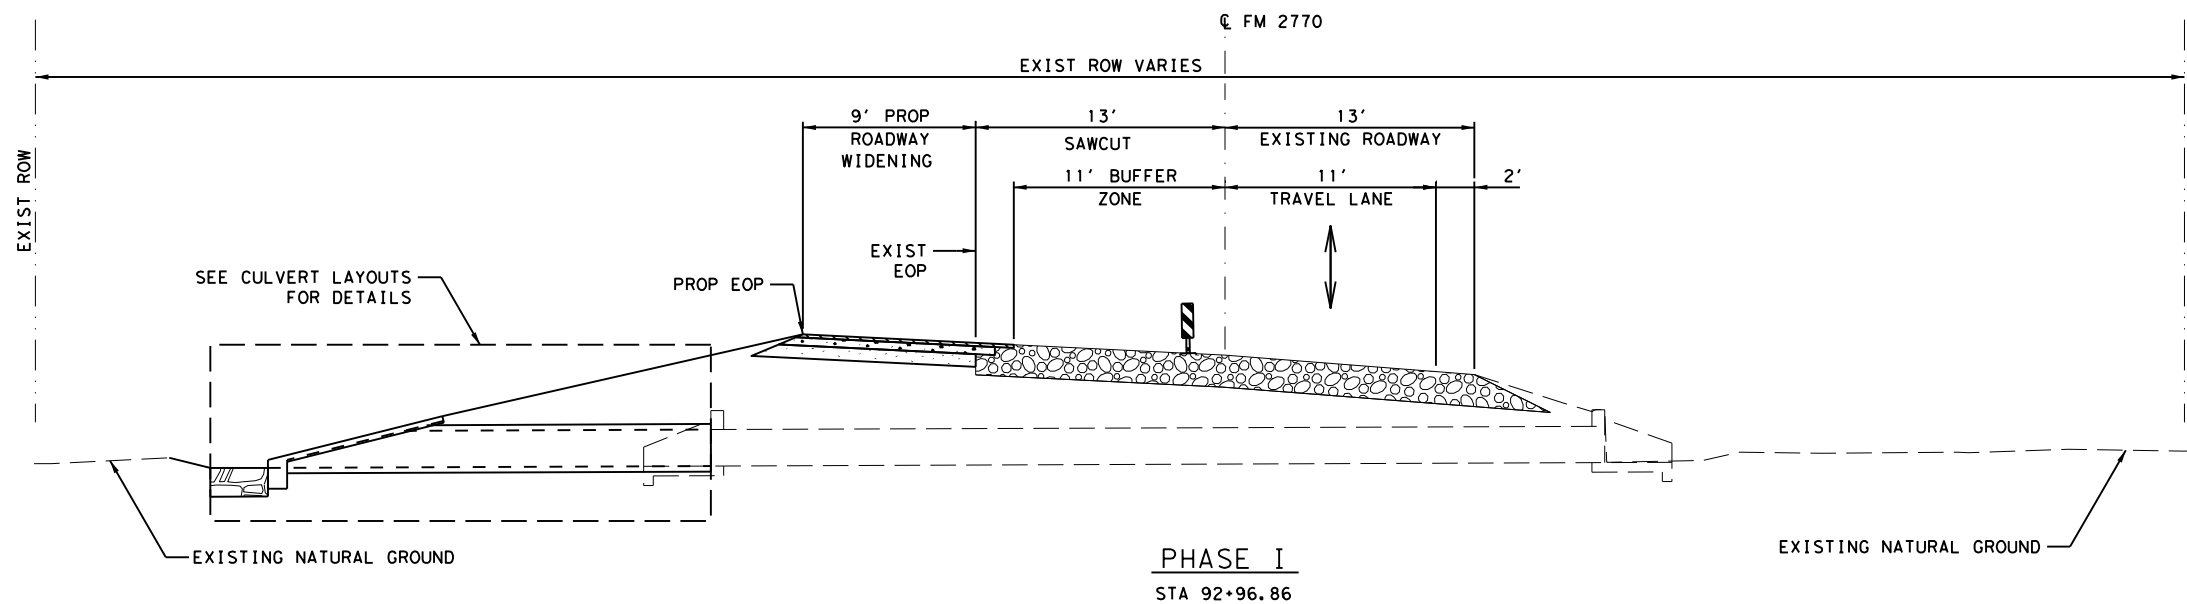 ℄ FM 2770
EXIST ROW VARIES
EXIST ROW
9' PROP
ROADWAY
WIDENING
13'
SAWCUT
13'
EXISTING ROADWAY
11' BUFFER
ZONE
11'
TRAVEL LANE
2'
EXIST
EOP
SEE CULVERT LAYOUTS
FOR DETAILS
PROP EOP
EXISTING NATURAL GROUND
EXISTING NATURAL GROUND
PHASE I
STA 92+96.86